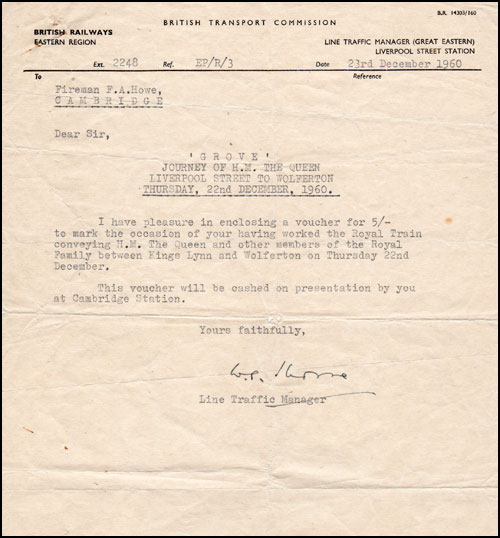 B.R. 14303/160
BRITISH TRANSPORT COMMISSION
BRITISH RAILWAYS
EASTERN REGION
LINE TRAFFIC MANAGER (GREAT EASTERN)
LIVERPOOL STREET STATION
Ext. 2248 Ref. EP/R/3 Date 23rd December 1960
To Reference
Fireman F.A.Howe,
CAMBRIDGE
Dear Sir,
'GROVE'
JOURNEY OF H.M. THE QUEEN
LIVERPOOL STREET TO WOLFERTON
THURSDAY, 22nd DECEMBER, 1960.
I have pleasure in enclosing a voucher for 5/-
to mark the occasion of your having worked the Royal Train
conveying H.M. The Queen and other members of the Royal
Family between Kings Lynn and Wolferton on Thursday 22nd
December.
This voucher will be cashed on presentation by you
at Cambridge Station.
Yours faithfully,
Line Traffic Manager